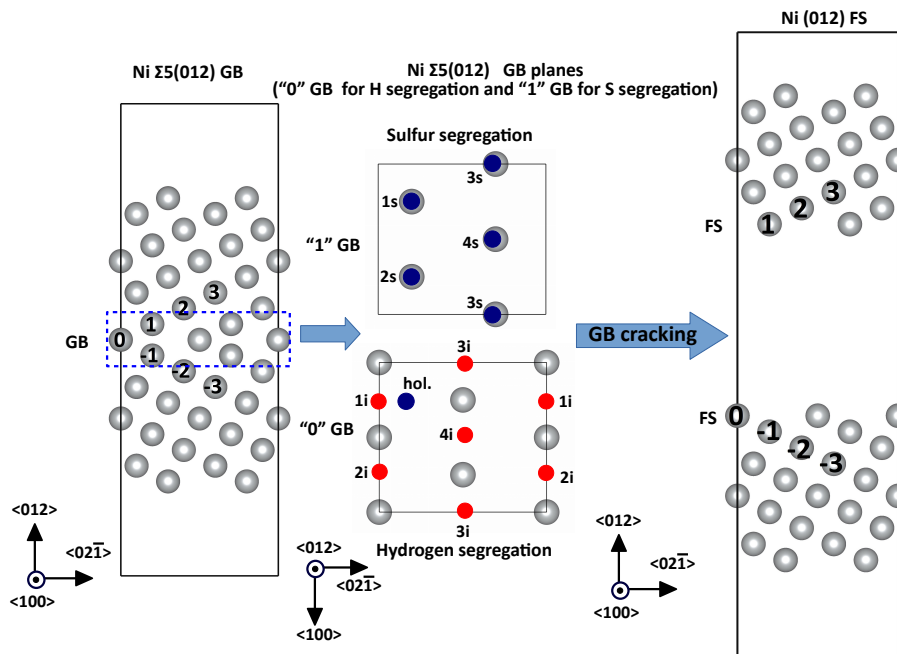 Ni Σ5(012) GB
GB
0
1
2
3
-1
-2
-3
<012>
<021̅>
<100>
Ni Σ5(012) GB planes
(“0” GB for H segregation and “1” GB for S segregation)
Sulfur segregation
3s
1s
“1” GB
4s
2s
3s
3i
hol.
1i
1i
“0” GB
4i
2i
2i
3i
Hydrogen segregation
<012>
<021̅>
<100>
GB cracking
Ni (012) FS
3
2
1
FS
FS
0
-1
-2
-3
<012>
<021̅>
<100>